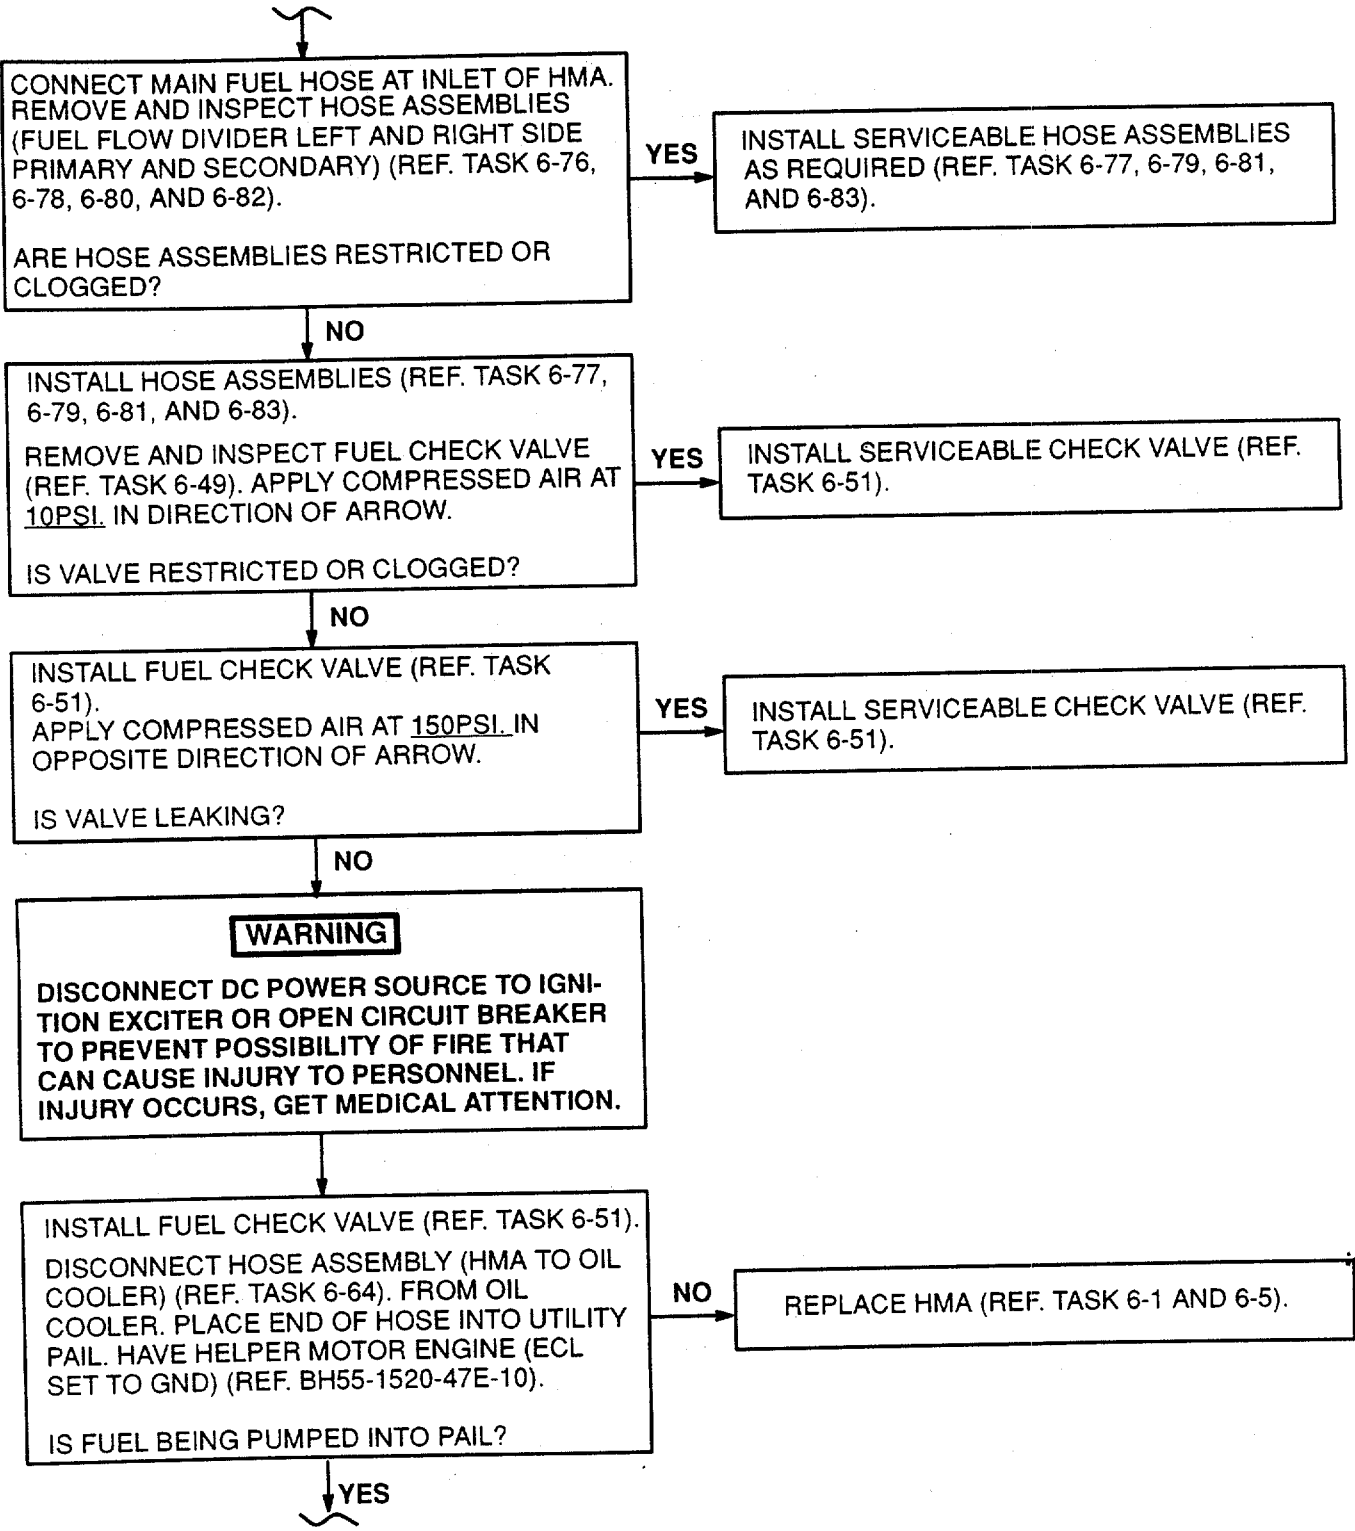 CONNECT MAIN FUEL HOSE AT INLET OF HMA.
REMOVE AND INSPECT HOSE ASSEMBLIES
(FUEL FLOW DIVIDER LEFT AND RIGHT SIDE
PRIMARY AND SECONDARY) (REF. TASK 6-76,
6-78, 6-80, AND 6-82).
ARE HOSE ASSEMBLIES RESTRICTED OR
CLOGGED?
YES
INSTALL SERVICEABLE HOSE ASSEMBLIES
AS REQUIRED (REF. TASK 6-77, 6-79, 6-81,
AND 6-83).
NO
INSTALL HOSE ASSEMBLIES (REF. TASK 6-77,
6-79, 6-81, AND 6-83).
REMOVE AND INSPECT FUEL CHECK VALVE
(REF. TASK 6-49). APPLY COMPRESSED AIR AT
10PSI. IN DIRECTION OF ARROW.
IS VALVE RESTRICTED OR CLOGGED?
YES
INSTALL SERVICEABLE CHECK VALVE (REF.
TASK 6-51).
NO
INSTALL FUEL CHECK VALVE (REF. TASK
6-51).
APPLY COMPRESSED AIR AT 150PSI. IN
OPPOSITE DIRECTION OF ARROW.
IS VALVE LEAKING?
YES
INSTALL SERVICEABLE CHECK VALVE (REF.
TASK 6-51).
NO
WARNING
DISCONNECT DC POWER SOURCE TO IGNI-
TION EXCITER OR OPEN CIRCUIT BREAKER
TO PREVENT POSSIBILITY OF FIRE THAT
CAN CAUSE INJURY TO PERSONNEL. IF
INJURY OCCURS, GET MEDICAL ATTENTION.
INSTALL FUEL CHECK VALVE (REF. TASK 6-51).
DISCONNECT HOSE ASSEMBLY (HMA TO OIL
COOLER) (REF. TASK 6-64). FROM OIL
COOLER. PLACE END OF HOSE INTO UTILITY
PAIL. HAVE HELPER MOTOR ENGINE (ECL
SET TO GND) (REF. BH55-1520-47E-10).
IS FUEL BEING PUMPED INTO PAIL?
NO
REPLACE HMA (REF. TASK 6-1 AND 6-5).
YES